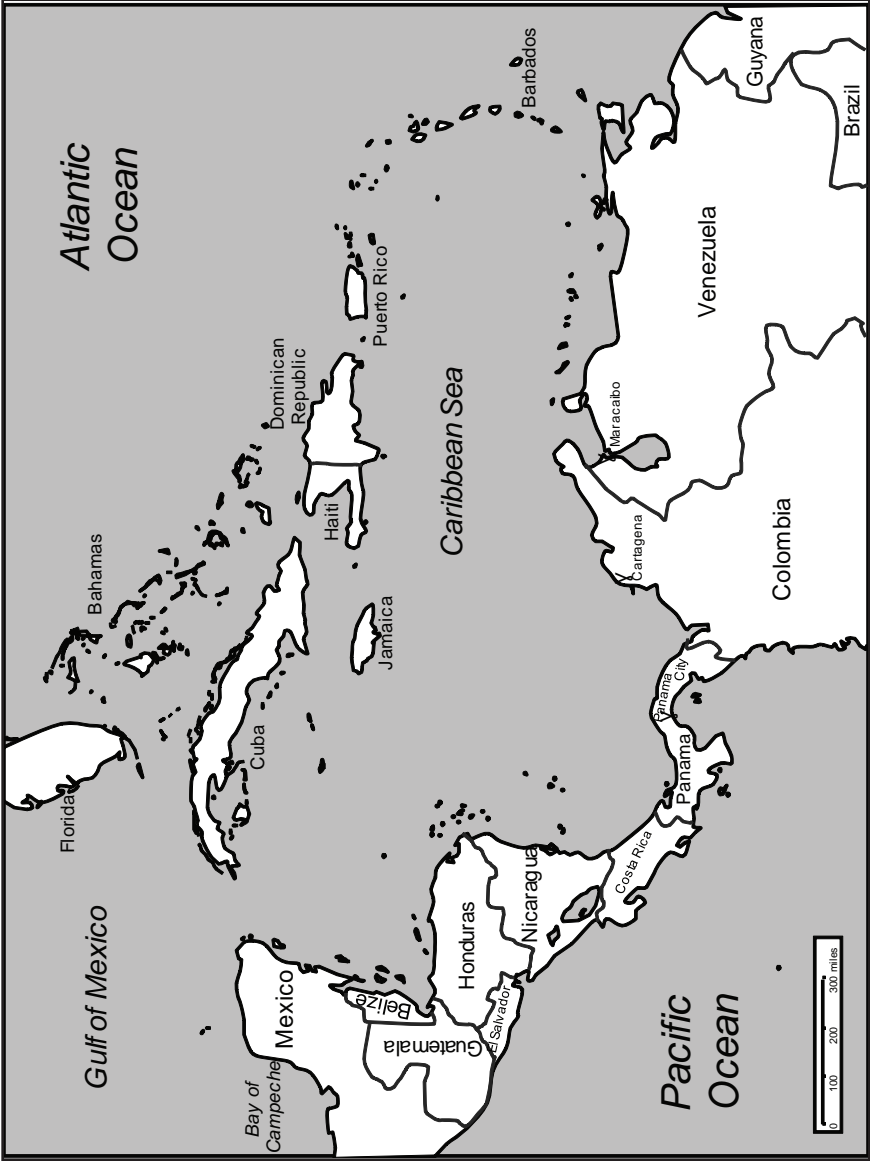 Atlantic
Ocean
Gulf of Mexico
Florida
Bahamas
Bay of
Campeche
Mexico
Cuba
Haiti
Dominican
Republic
Puerto Rico
Jamaica
Barbados
Belize
Guatemala
Honduras
El Salvador
Nicaragua
Caribbean Sea
Costa Rica
Panama
Panama
City
Cartagena
Maracaibo
Colombia
Venezuela
Guyana
Brazil
Pacific
Ocean
0 100 200 300 miles